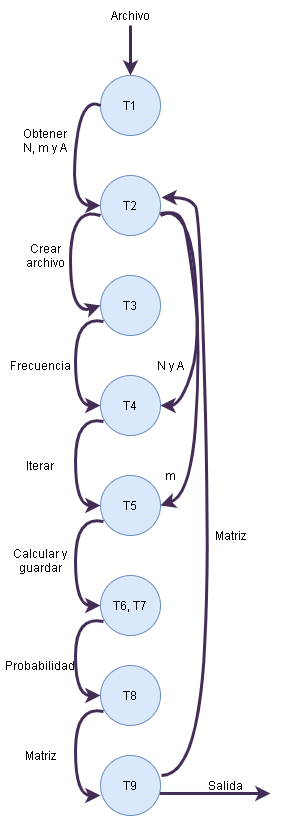 Archivo
T1
Obtener
N, m y A
T2
Crear
archivo
T3
Frecuencia
N y A
T4
Iterar
m
T5
Matriz
Calcular y
guardar
T6, T7
Probabilidad
T8
Matriz
T9
Salida